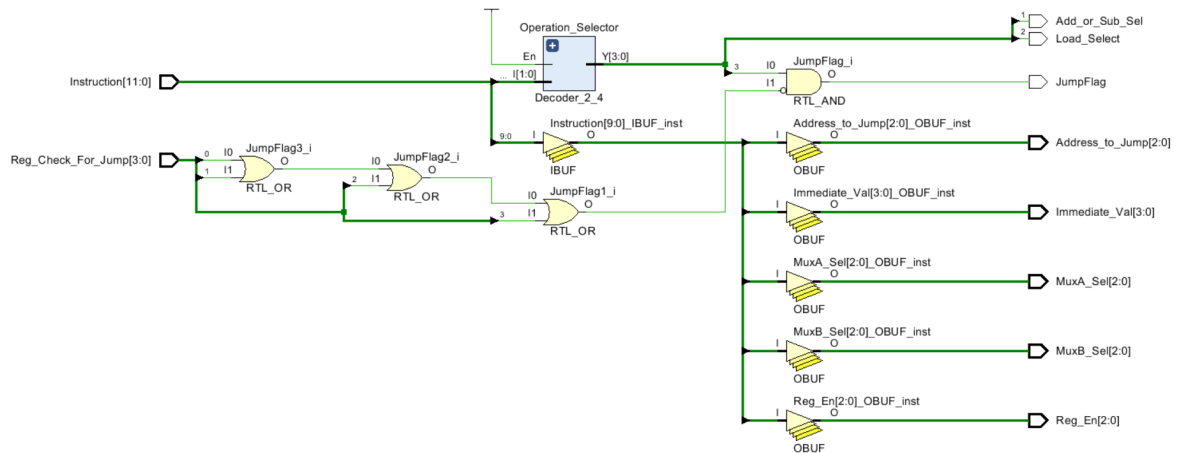 Operation_Selector
En
... I[1:0]
Y[3:0]
Decoder_2_4
1
Add_or_Sub_Sel
2
Load_Select
JumpFlag_i
3
I0
O
I1
RTL_AND
JumpFlag
Instruction[11:0]
Instruction[9:0]_IBUF_inst
9:0
I
O
IBUF
Address_to_Jump[2:0]_OBUF_inst
I
O
OBUF
Address_to_Jump[2:0]
Reg_Check_For_Jump[3:0]
JumpFlag3_i
0
I0
O
1
I1
RTL_OR
JumpFlag2_i
I0
O
2
I1
RTL_OR
JumpFlag1_i
I0
O
3
I1
RTL_OR
Immediate_Val[3:0]_OBUF_inst
I
O
OBUF
Immediate_Val[3:0]
MuxA_Sel[2:0]_OBUF_inst
I
O
OBUF
MuxA_Sel[2:0]
MuxB_Sel[2:0]_OBUF_inst
I
O
OBUF
MuxB_Sel[2:0]
Reg_En[2:0]_OBUF_inst
I
O
OBUF
Reg_En[2:0]